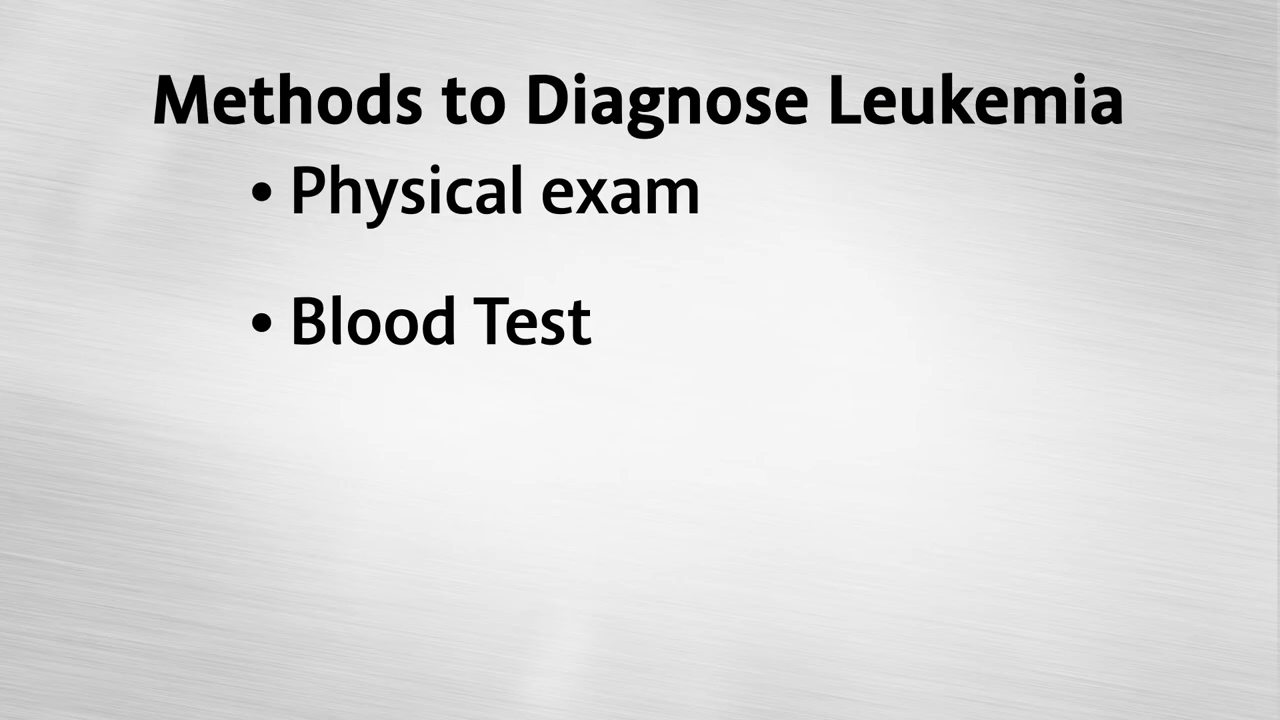 Methods to Diagnose Leukemia
• Physical exam
• Blood Test